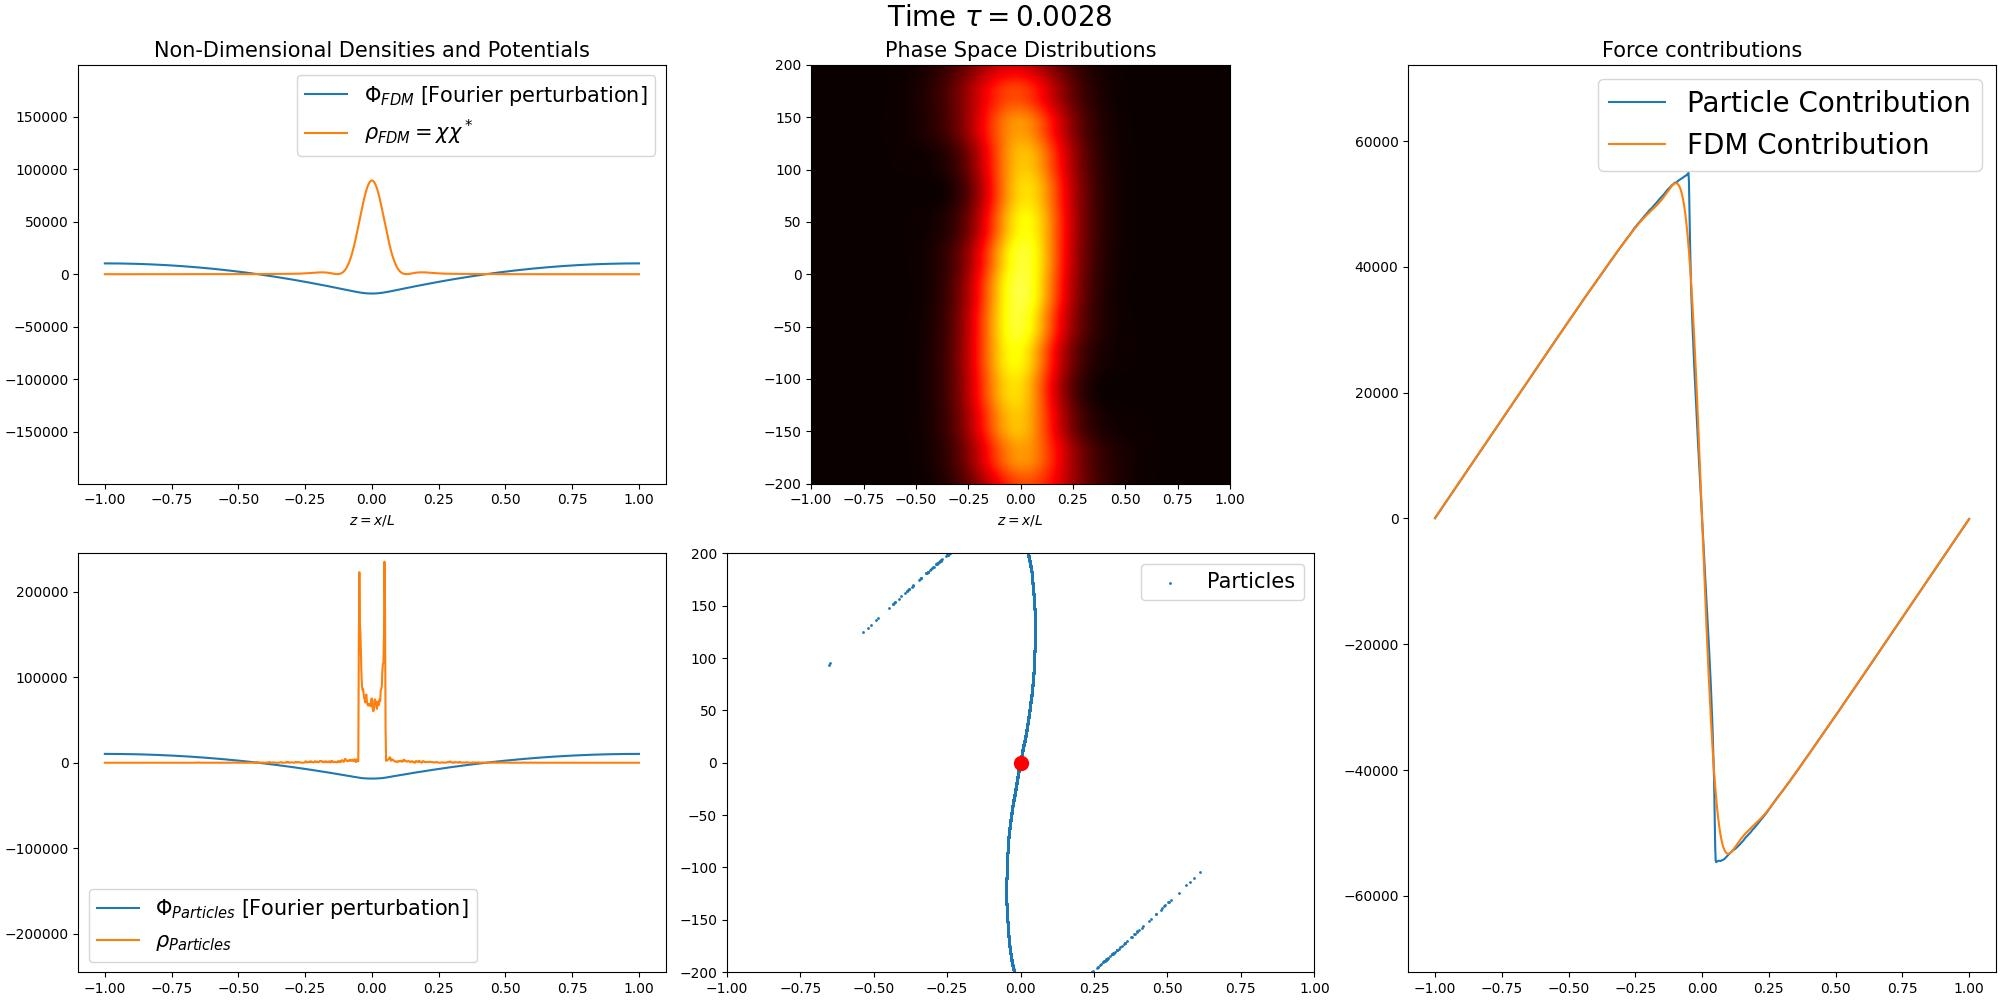 Time τ = 0.0028
Non-Dimensional Densities and Potentials
Φ_FDM [Fourier perturbation]
ρ_FDM = χχ*
150000
100000
50000
0
−50000
−100000
−150000
−1.00 −0.75 −0.50 −0.25 0.00 0.25 0.50 0.75 1.00
z = x/L
Phase Space Distributions
200
150
100
50
0
−50
−100
−150
−200
−1.00 −0.75 −0.50 −0.25 0.00 0.25 0.50 0.75 1.00
z = x/L
Force contributions
Particle Contribution
FDM Contribution
60000
40000
20000
0
−20000
−40000
−60000
−1.00 −0.75 −0.50 −0.25 0.00 0.25 0.50 0.75 1.00
200000
100000
0
−100000
−200000
Φ_Particles [Fourier perturbation]
ρ_Particles
−1.00 −0.75 −0.50 −0.25 0.00 0.25 0.50 0.75 1.00
Particles
200
150
100
50
0
−50
−100
−150
−200
−1.00 −0.75 −0.50 −0.25 0.00 0.25 0.50 0.75 1.00